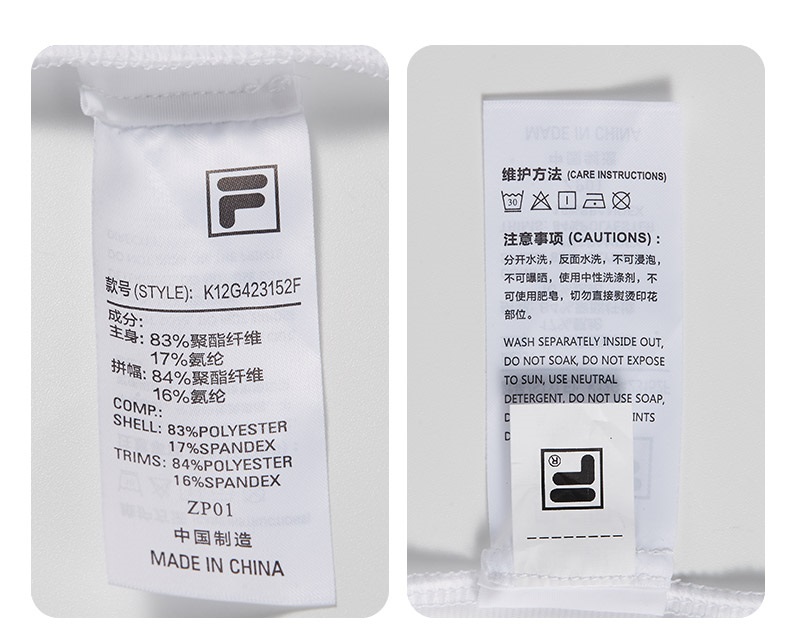 F
款号(STYLE): K12G423152F
成分:
主身: 83%聚酯纤维
17%氨纶
拼幅: 84%聚酯纤维
16%氨纶
COMP.:
SHELL: 83%POLYESTER
17%SPANDEX
TRIMS: 84%POLYESTER
16%SPANDEX
ZP01
中国制造
MADE IN CHINA
MADE IN CHINA
维护方法 (CARE INSTRUCTIONS)
30
注意事项 (CAUTIONS) :
分开水洗，反面水洗，不可浸泡，
不可曝晒，使用中性洗涤剂，不
可使用肥皂，切勿直接熨烫印花
部位。
WASH SEPARATELY INSIDE OUT,
DO NOT SOAK, DO NOT EXPOSE
TO SUN, USE NEUTRAL
DETERGENT, DO NOT USE SOAP,
F®